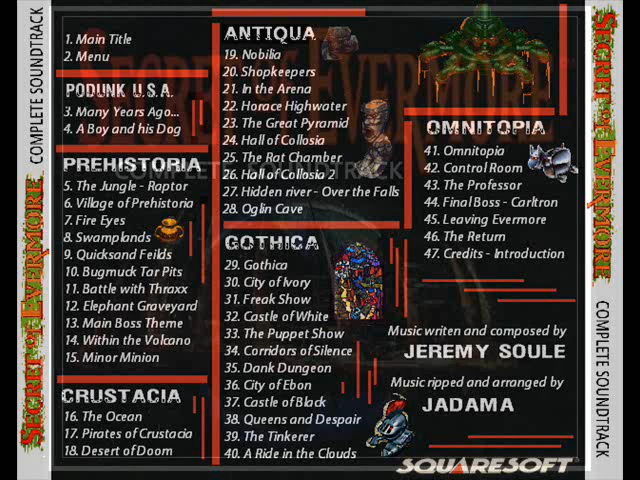 COMPLETE SOUNDTRACK
SECRET OF EVERMORE
1. Main Title
2. Menu
PODUNK U.S.A.
3. Many Years Ago...
4. A Boy and his Dog
PREHISTORIA
5. The Jungle - Raptor
6. Village of Prehistoria
7. Fire Eyes
8. Swamplands
9. Quicksand Feilds
10. Bugmuck Tar Pits
11. Battle with Thraxx
12. Elephant Graveyard
13. Main Boss Theme
14. Within the Volcano
15. Minor Minion
CRUSTACIA
16. The Ocean
17. Pirates of Crustacia
18. Desert of Doom
ANTIQUA
19. Nobilia
20. Shopkeepers
21. In the Arena
22. Horace Highwater
23. The Great Pyramid
24. Hall of Collosia
25. The Rat Chamber
26. Hall of Collosia 2
27. Hidden river - Over the Falls
28. Oglin Cave
GOTHICA
29. Gothica
30. City of Ivory
31. Freak Show
32. Castle of White
33. The Puppet Show
34. Corridors of Silence
35. Dank Dungeon
36. City of Ebon
37. Castle of Black
38. Queens and Despair
39. The Tinkerer
40. A Ride in the Clouds
OMNITOPIA
41. Omnitopia
42. Control Room
43. The Professor
44. Final Boss - Carltron
45. Leaving Evermore
46. The Return
47. Credits - Introduction
Music writen and composed by
JEREMY SOULE
Music ripped and arranged by
JADAMA
SQUARESOFT
SECRET OF EVERMORE
COMPLETE SOUNDTRACK
SECRET OF EVERMORE
COMPLETE SOUNDTRACK